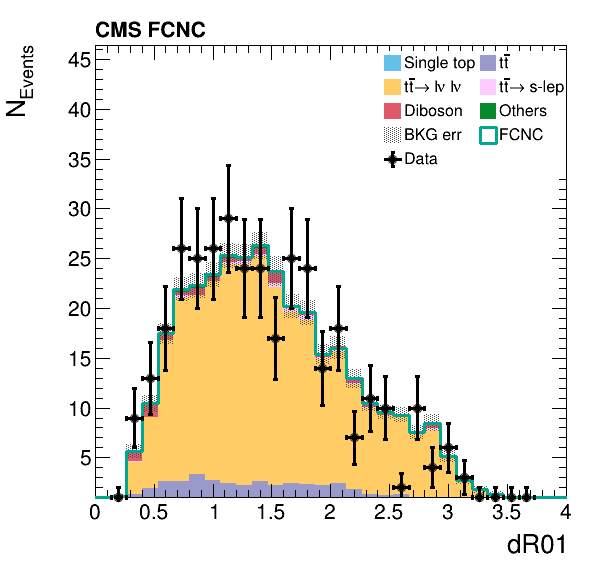 CMS FCNC
N_Events
45
40
35
30
25
20
15
10
5
Single top
tt̅
tt̅→ lν lν
tt̅→ s-lep
Diboson
Others
BKG err
FCNC
Data
0 0.5 1 1.5 2 2.5 3 3.5 4
dR01